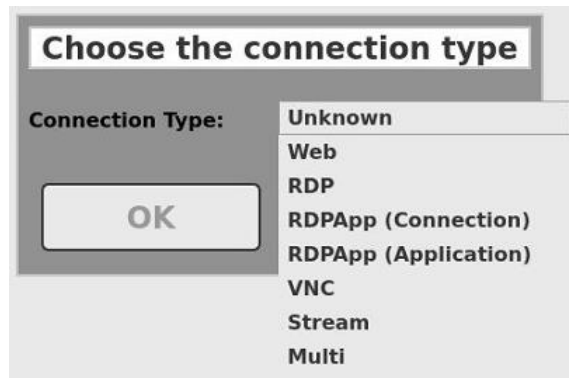 Choose the connection type
Connection Type: Unknown
Web
RDP
RDPApp (Connection)
RDPApp (Application)
OK
VNC
Stream
Multi